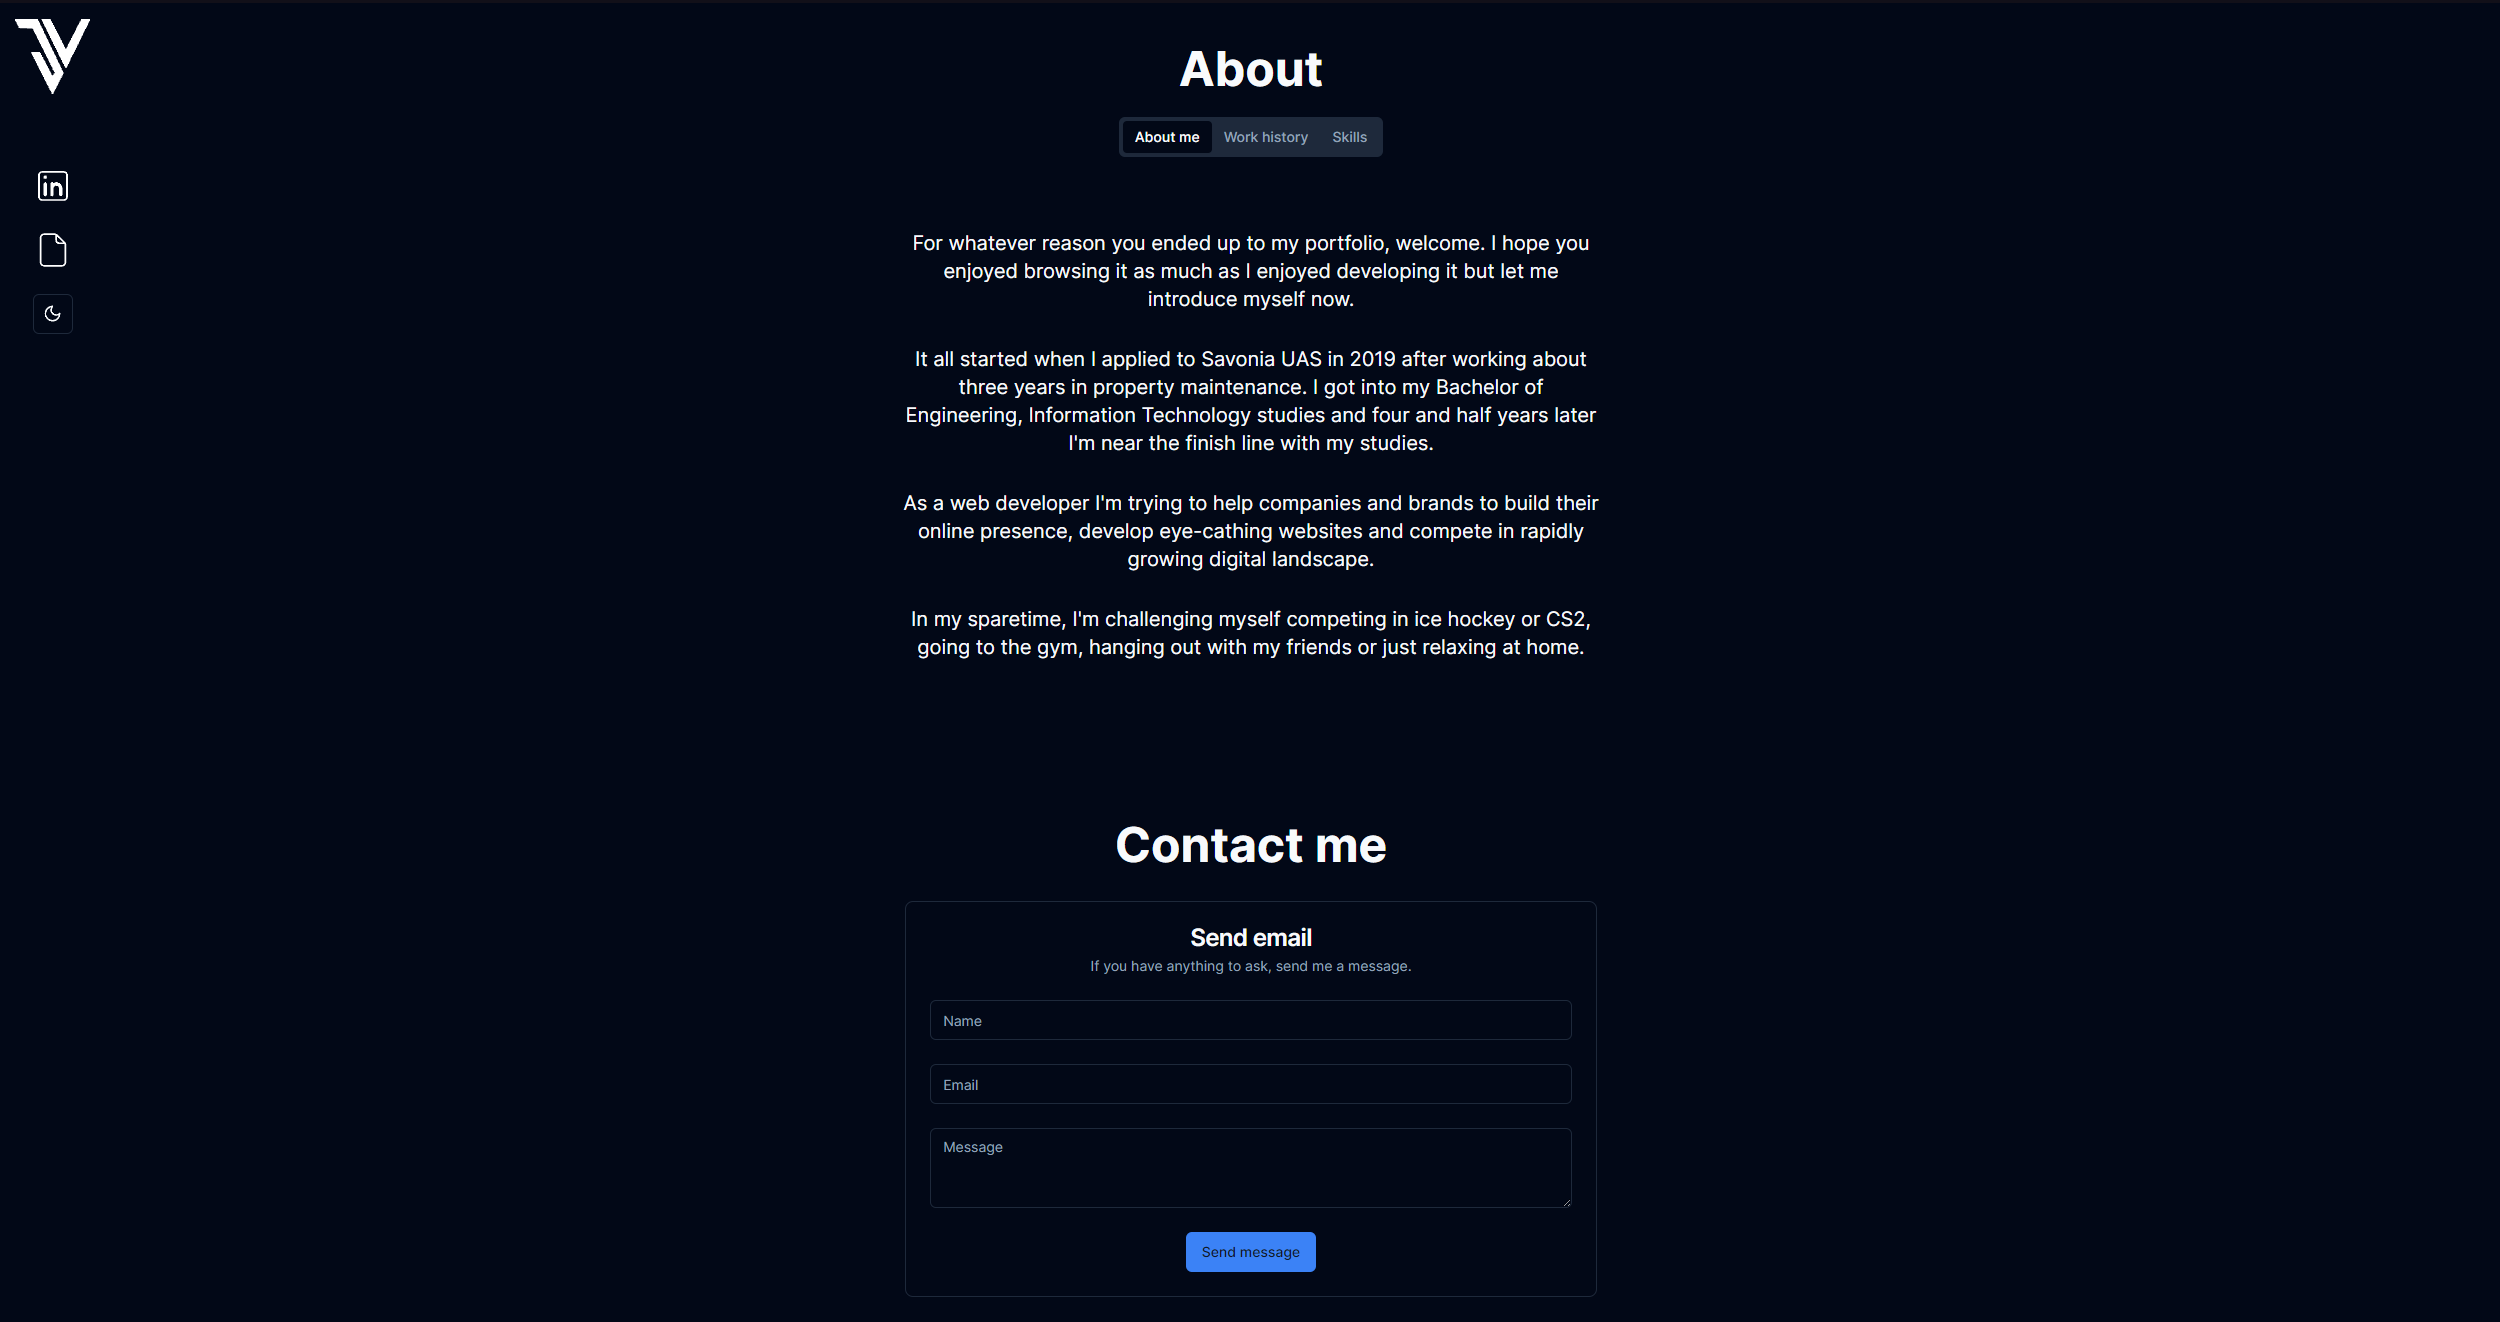 About
About me Work history Skills
in
For whatever reason you ended up to my portfolio, welcome. I hope you
enjoyed browsing it as much as I enjoyed developing it but let me
introduce myself now.
It all started when I applied to Savonia UAS in 2019 after working about
three years in property maintenance. I got into my Bachelor of
Engineering, Information Technology studies and four and half years later
I'm near the finish line with my studies.
As a web developer I'm trying to help companies and brands to build their
online presence, develop eye-cathing websites and compete in rapidly
growing digital landscape.
In my sparetime, I'm challenging myself competing in ice hockey or CS2,
going to the gym, hanging out with my friends or just relaxing at home.
Contact me
Send email
If you have anything to ask, send me a message.
Name
Email
Message
Send message